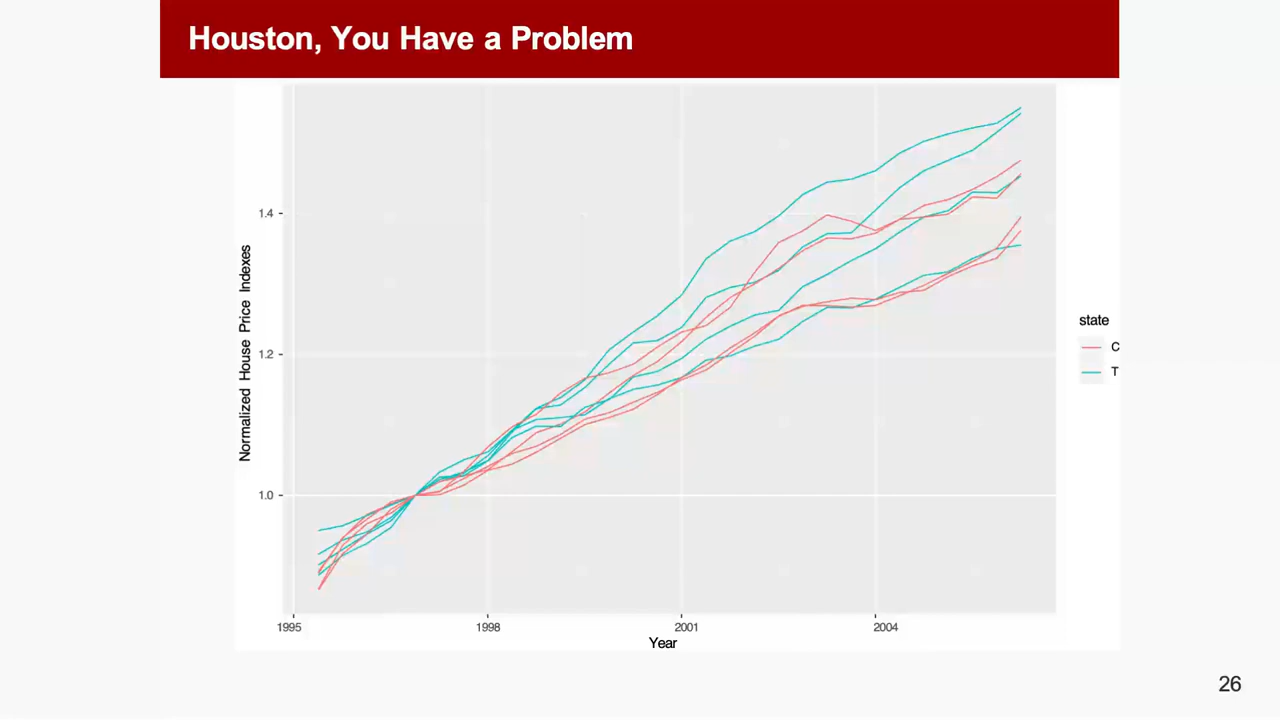 Houston, You Have a Problem
Normalized House Price Indexes
1.4
1.2
1.0
1995
1998
2001
2004
Year
state
C
T
26